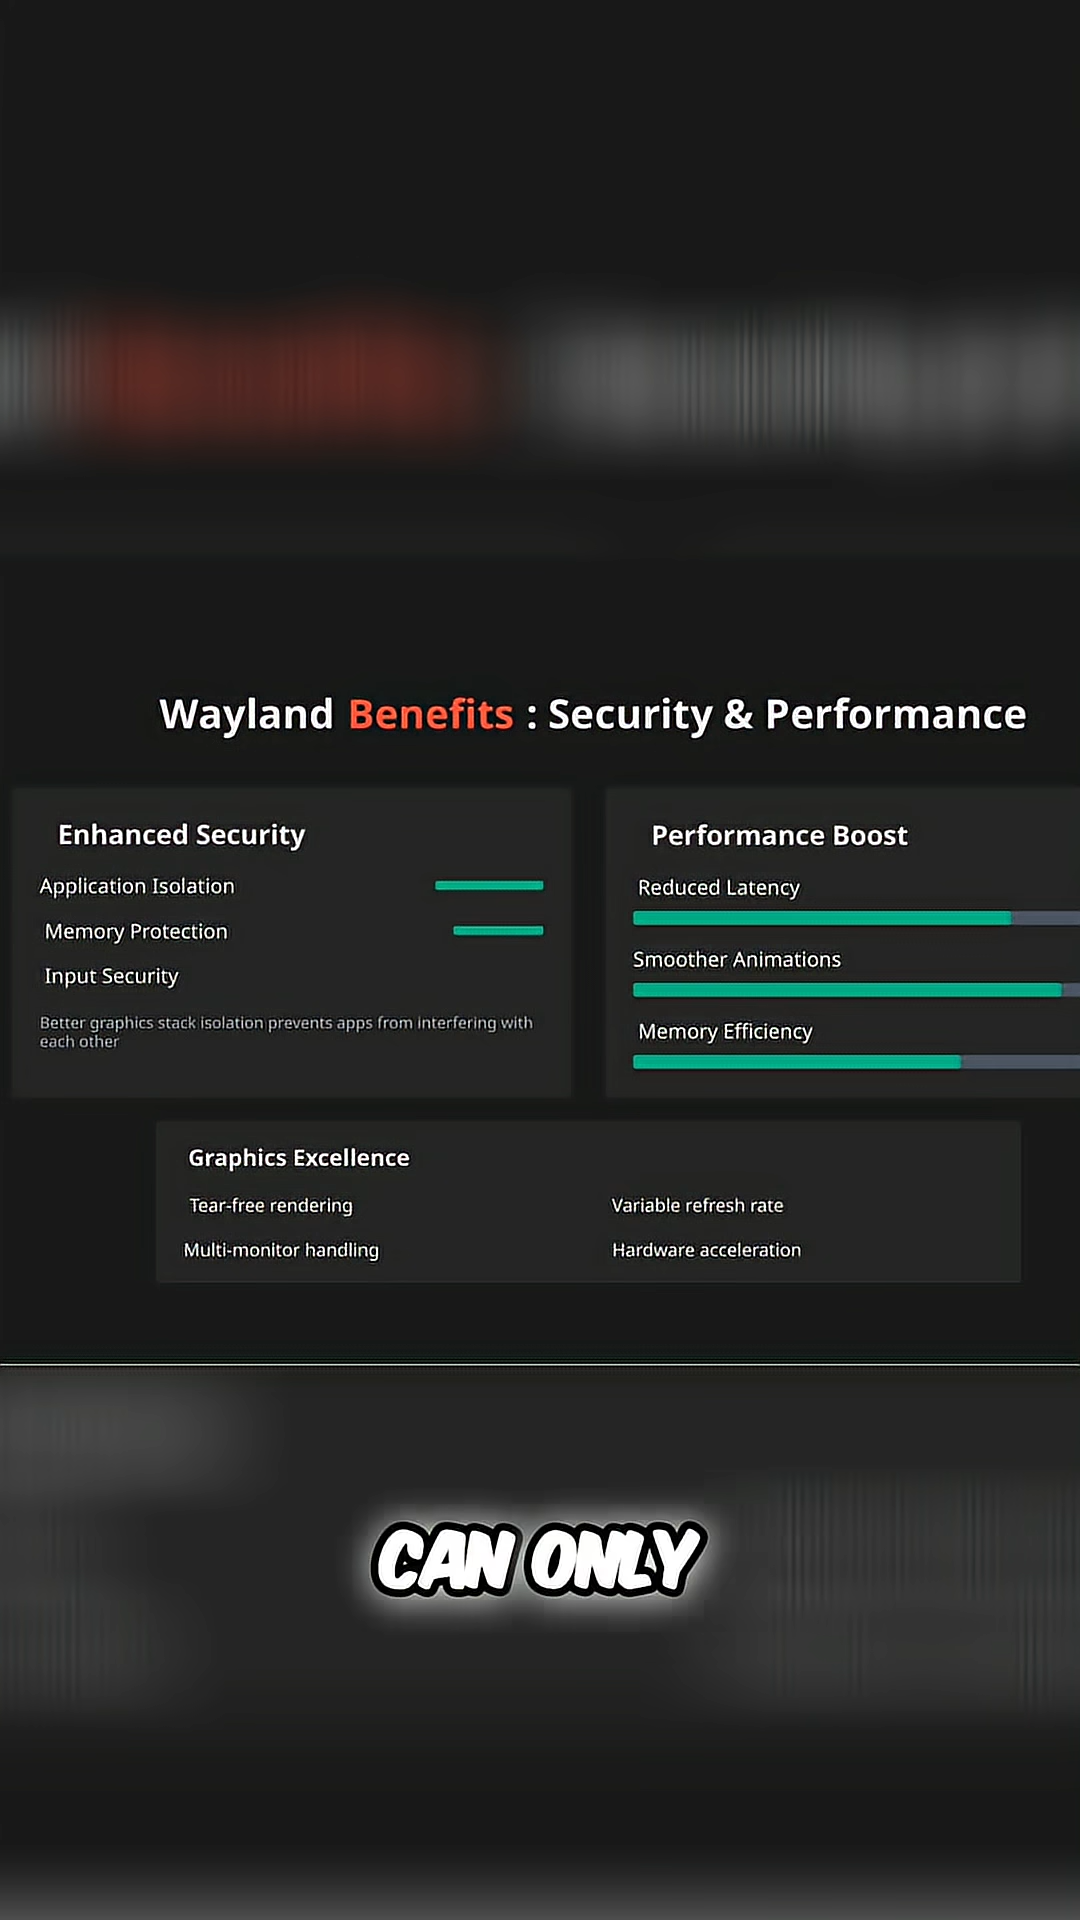 Wayland Benefits : Security & Performance
Enhanced Security
Application Isolation
Memory Protection
Input Security
Better graphics stack isolation prevents apps from interfering with
each other
Performance Boost
Reduced Latency
Smoother Animations
Memory Efficiency
Graphics Excellence
Tear-free rendering
Variable refresh rate
Multi-monitor handling
Hardware acceleration
CAN ONLY